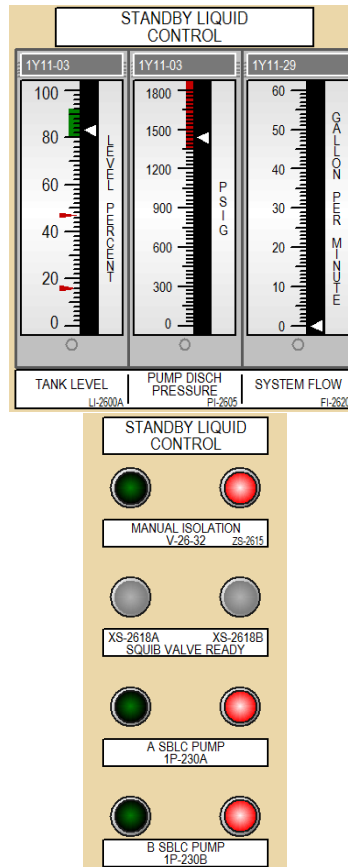 STANDBY LIQUID
CONTROL
1Y11-03 1Y11-03 1Y11-29
100 1800 60
80 1500 50
60 1200 40
900 30
40 600 20
20 300 10
0 0 0
LEVEL PERCENT
PSIG
GALLON PER MINUTE
TANK LEVEL
LI-2600A
PUMP DISCH
PRESSURE
PI-2605
SYSTEM FLOW
FI-2620
STANDBY LIQUID
CONTROL
MANUAL ISOLATION
V-26-32 ZS-2615
XS-2618A XS-2618B
SQUIB VALVE READY
A SBLC PUMP
1P-230A
B SBLC PUMP
1P-230B